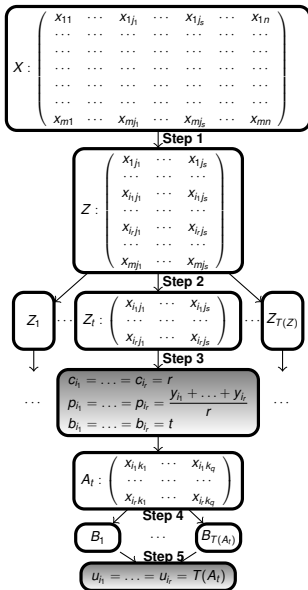 X :
x11 ⋯ x1j1 ⋯ x1js ⋯ x1n
⋯ ⋯ ⋯ ⋯ ⋯ ⋯
⋯ ⋯ ⋯ ⋯ ⋯ ⋯
⋯ ⋯ ⋯ ⋯ ⋯ ⋯
⋯ ⋯ ⋯ ⋯ ⋯ ⋯
⋯ ⋯ ⋯ ⋯ ⋯ ⋯
xm1 ⋯ xmj1 ⋯ xmjs ⋯ xmn
Step 1
Z :
x1j1 ⋯ x1js
⋯ ⋯ ⋯
xi1j1 ⋯ xi1js
⋯ ⋯ ⋯
xirj1 ⋯ xirjs
⋯ ⋯ ⋯
xmj1 ⋯ xmjs
Step 2
Z1 ⋯ Zt :
xi1j1 ⋯ xi1js
⋯ ⋯ ⋯
xirj1 ⋯ xirjs
⋯ ZT(Z)
Step 3
⋯
ci1 = … = cir = r
pi1 = … = pir = (yi1 + … + yir) / r
bi1 = … = bir = t
⋯
At :
xi1k1 ⋯ xi1kq
⋯ ⋯ ⋯
xirk1 ⋯ xirkq
Step 4
B1 ⋯ BT(At)
Step 5
ui1 = … = uir = T(At)